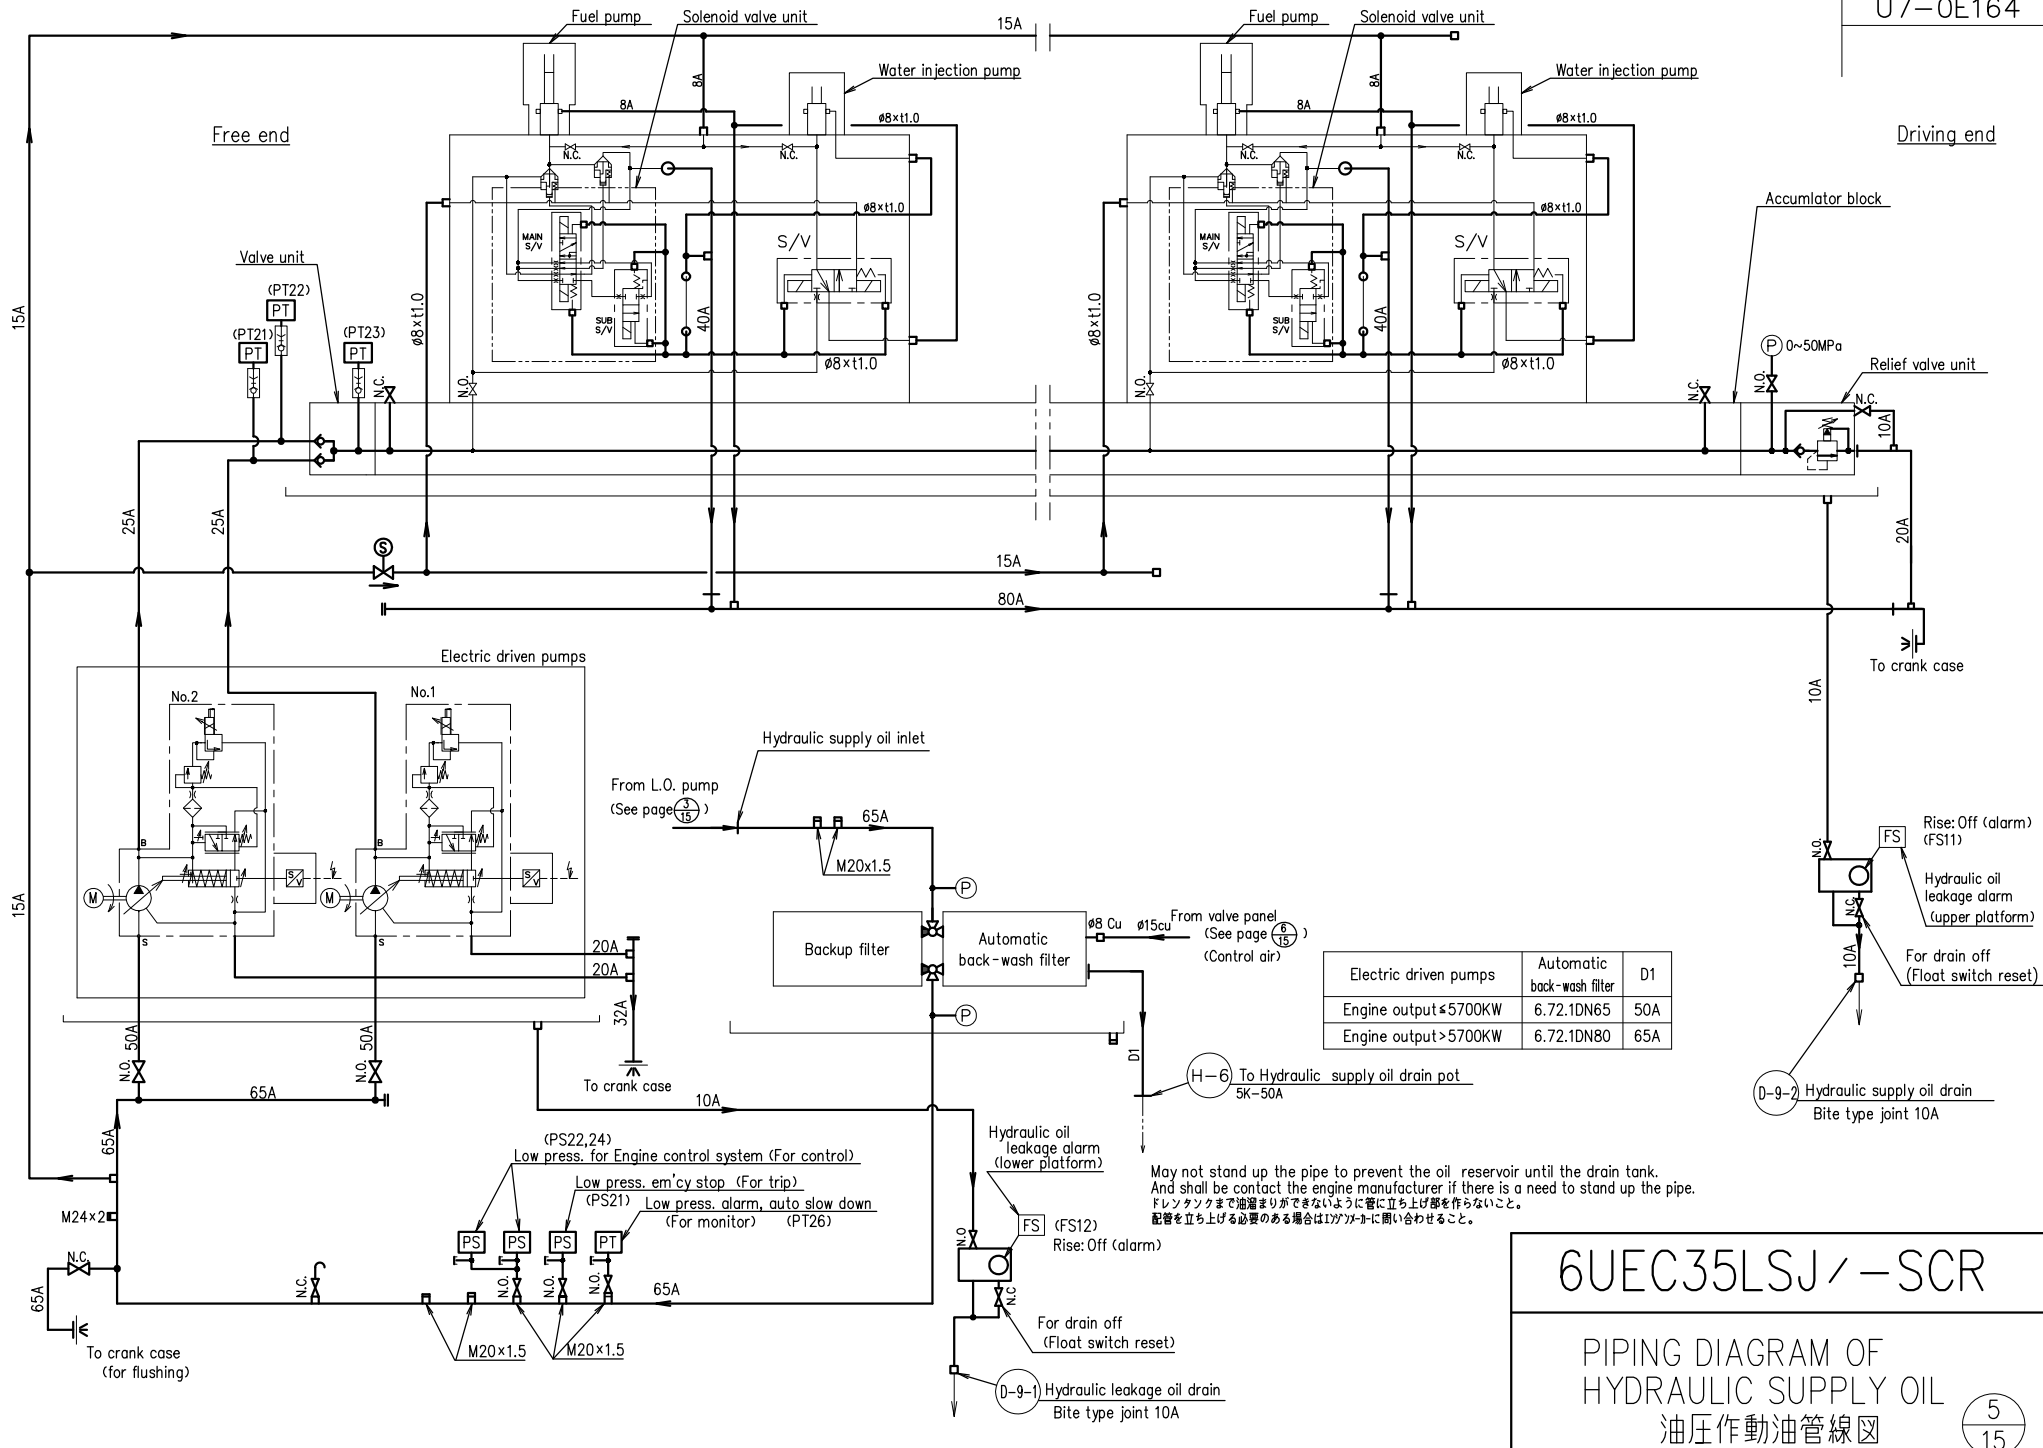 U7-0E164
Fuel pump
Solenoid valve unit
15A
Fuel pump
Solenoid valve unit
Water injection pump
Water injection pump
8A
8A
8A
8A
ø8×t1.0
ø8×t1.0
Free end
Driving end
N.C.
N.C.
N.C.
N.C.
Accumlator block
ø8×t1.0
ø8×t1.0
MAIN
S/V
S/V
MAIN
S/V
S/V
Valve unit
(PT22)
PT
(PT21)
PT
(PT23)
PT
15A
ø8×t1.0
SUB
S/V
40A
ø8×t1.0
ø8×t1.0
SUB
S/V
40A
ø8×t1.0
P
0~50MPa
Relief valve unit
N.C.
N.O.
N.C.
N.O.
N.O.
N.C.
10A
25A
25A
20A
S
15A
80A
To crank case
Electric driven pumps
No.2
No.1
10A
Hydraulic supply oil inlet
From L.O. pump
(See page 3/15 )
65A
M20x1.5
B
B
S
V
S
V
M
M
S
S
15A
P
FS
Rise: Off (alarm)
(FS11)
N.O.
Hydraulic oil
leakage alarm
(upper platform)
N.C
For drain off
(Float switch reset)
10A
Backup filter
Automatic
back-wash filter
ø8 Cu
ø15cu
From valve panel
(See page 6/15 )
(Control air)
Electric driven pumps
Automatic
back-wash filter
D1
Engine output≦5700KW
6.72.1DN65
50A
Engine output>5700KW
6.72.1DN80
65A
20A
20A
32A
P
50A
50A
N.O.
N.O.
D1
To crank case
H-6
To Hydraulic supply oil drain pot
5K-50A
D-9-2
Hydraulic supply oil drain
Bite type joint 10A
65A
10A
65A
(PS22,24)
Low press. for Engine control system (For control)
Low press. em'cy stop (For trip)
(PS21)
Low press. alarm, auto slow down
(For monitor)
(PT26)
Hydraulic oil
leakage alarm
(lower platform)
May not stand up the pipe to prevent the oil reservoir until the drain tank.
And shall be contact the engine manufacturer if there is a need to stand up the pipe.
ドレンタンクまで油溜まりができないように管に立ち上げ部を作らないこと。
配管を立ち上げる必要のある場合はエンジンメーカーに問い合わせること。
M24×2
PS
PS
PS
PT
FS
(FS12)
Rise: Off (alarm)
N.O
N.C.
65A
N.C.
N.O.
N.O.
N.O.
65A
N.C
M20×1.5
M20×1.5
For drain off
(Float switch reset)
To crank case
(for flushing)
D-9-1
Hydraulic leakage oil drain
Bite type joint 10A
6UEC35LSJ/-SCR
PIPING DIAGRAM OF
HYDRAULIC SUPPLY OIL
油圧作動油管線図
5
15